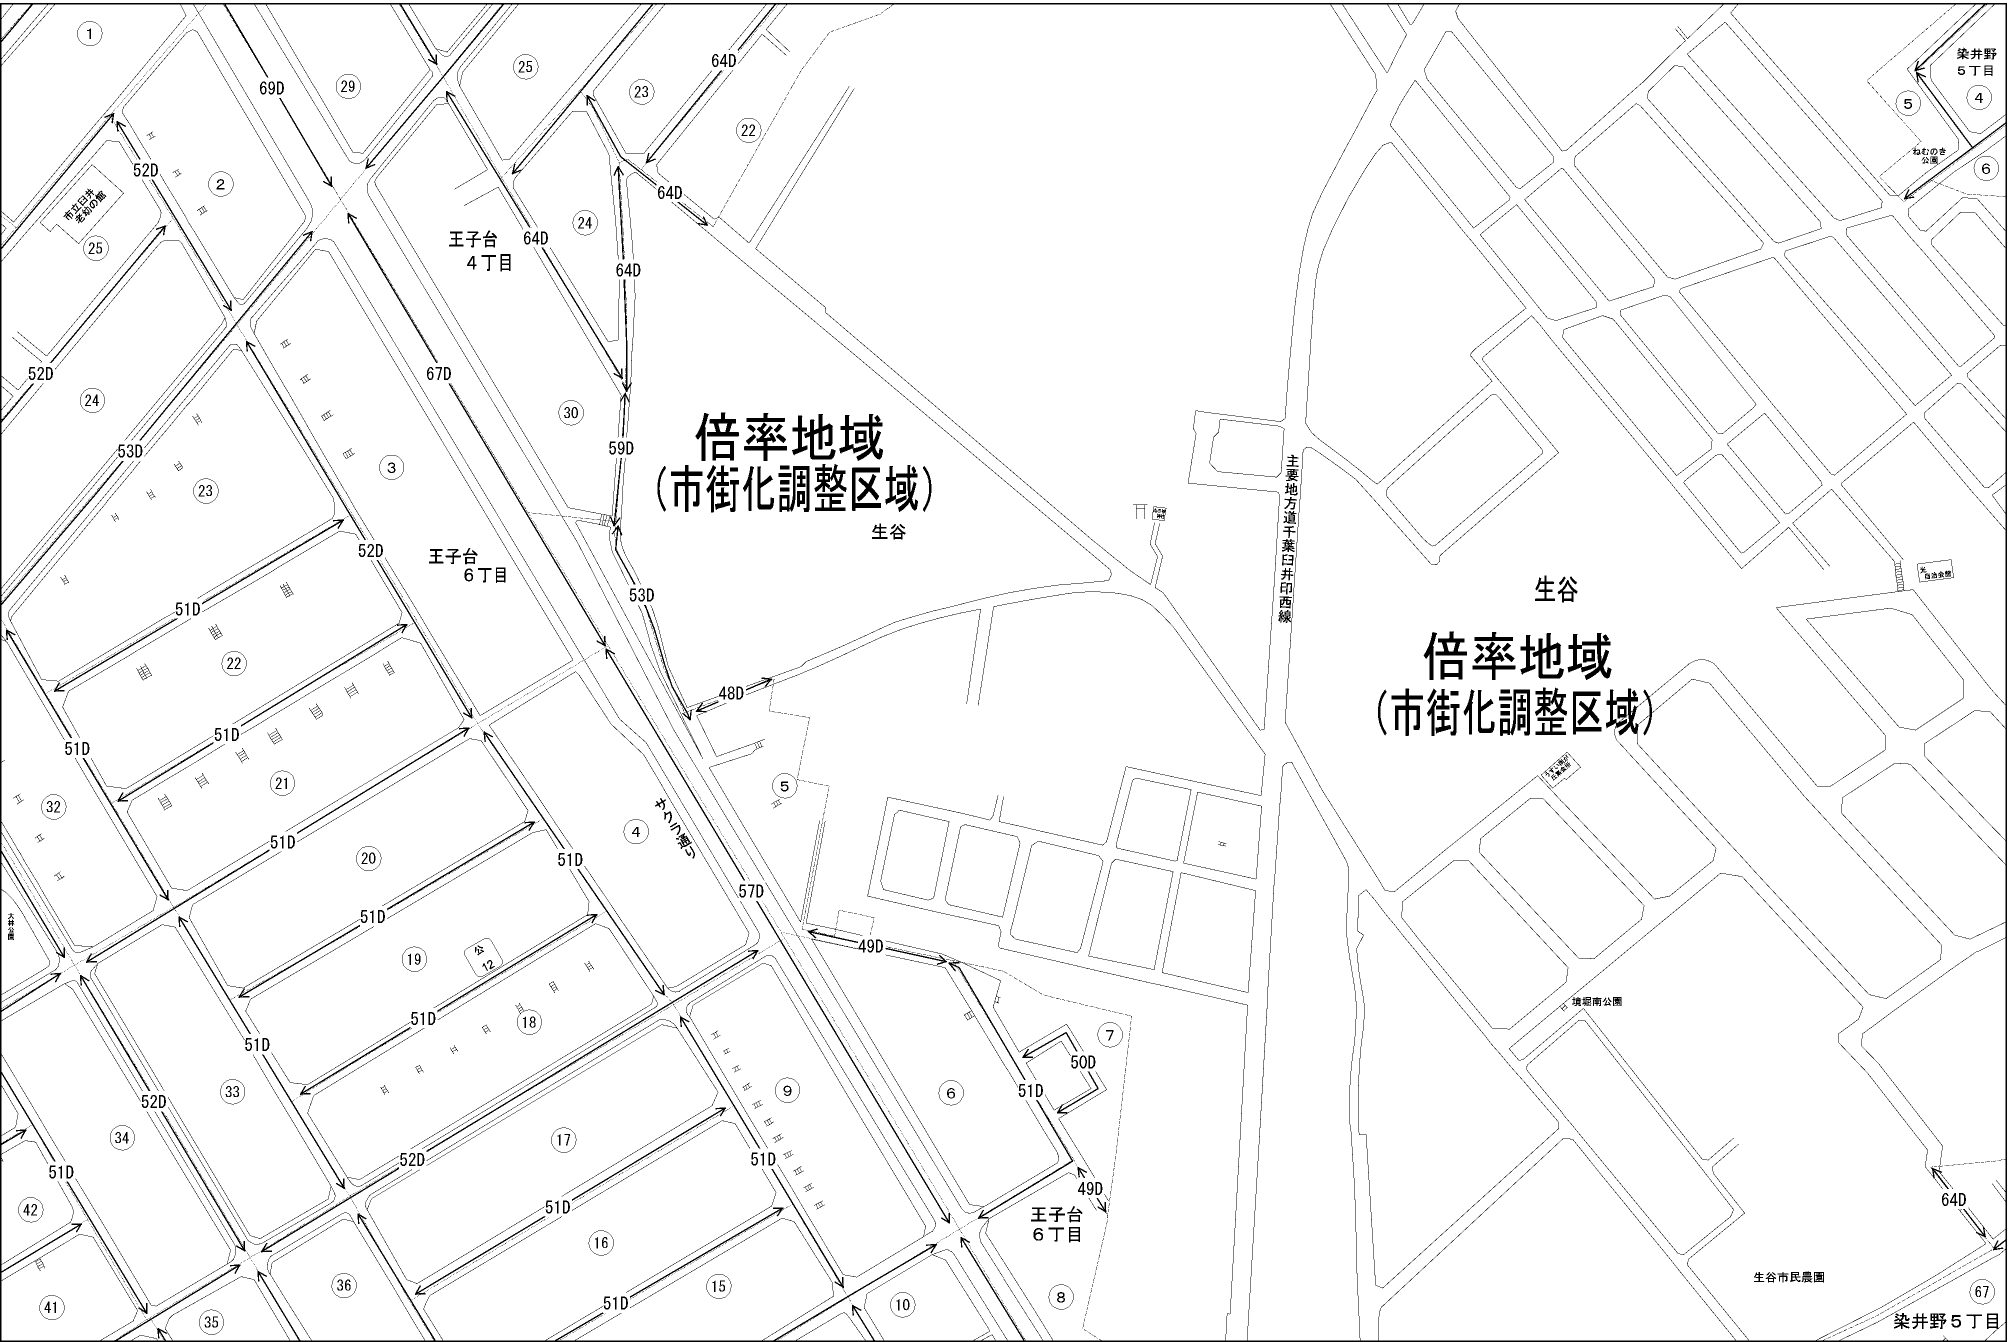 ①
㉙
㉕
64D
㉓
㉒
69D
染井野
５丁目
④
⑤
ねむのき
公園
⑥
52D
②
市立臼井
老幼の館
㉕
王子台
４丁目
64D
㉔
64D
64D
52D
㉔
67D
㉚
59D
倍率地域
（市街化調整区域）
生谷
53D
㉓
③
52D
王子台
６丁目
主要地方道千葉臼井印西線
光
自治会館
生谷
倍率地域
（市街化調整区域）
51D
㉒
53D
48D
51D
51D
㉑
㉜
⑤
51D
⑳
51D
④
サクラ通り
57D
大林公園
51D
⑲
公
12
49D
境堀南公園
51D
⑱
51D
52D
㉝
㉞
⑨
⑥
⑦
50D
51D
51D
⑰
52D
51D
49D
王子台
６丁目
64D
㊷
51D
⑯
51D
⑮
㊱
㊶
㉟
⑩
⑧
生谷市民農園
67
染井野５丁目